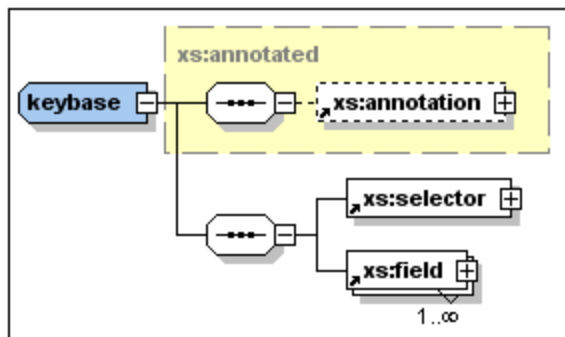 xs:annotated
keybase
xs:annotation
xs:selector
xs:field
1..∞